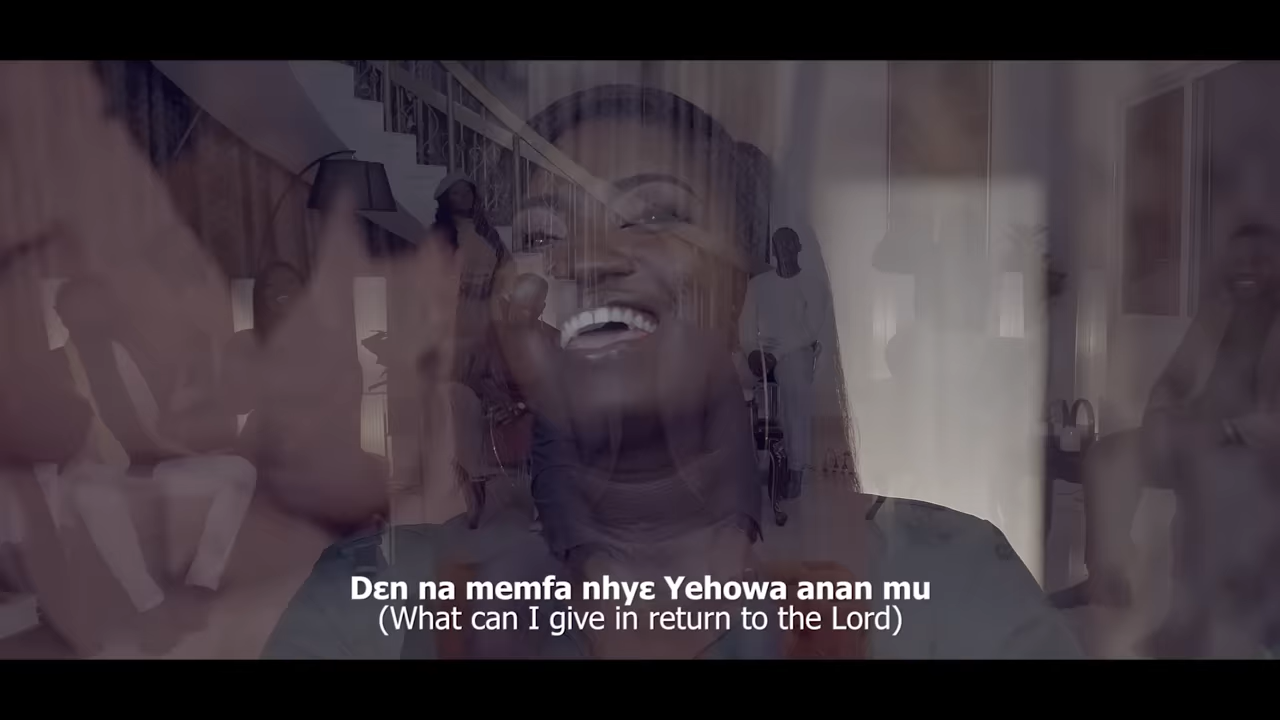 Dɛn na memfa nhyɛ Yehowa anan mu
(What can I give in return to the Lord)